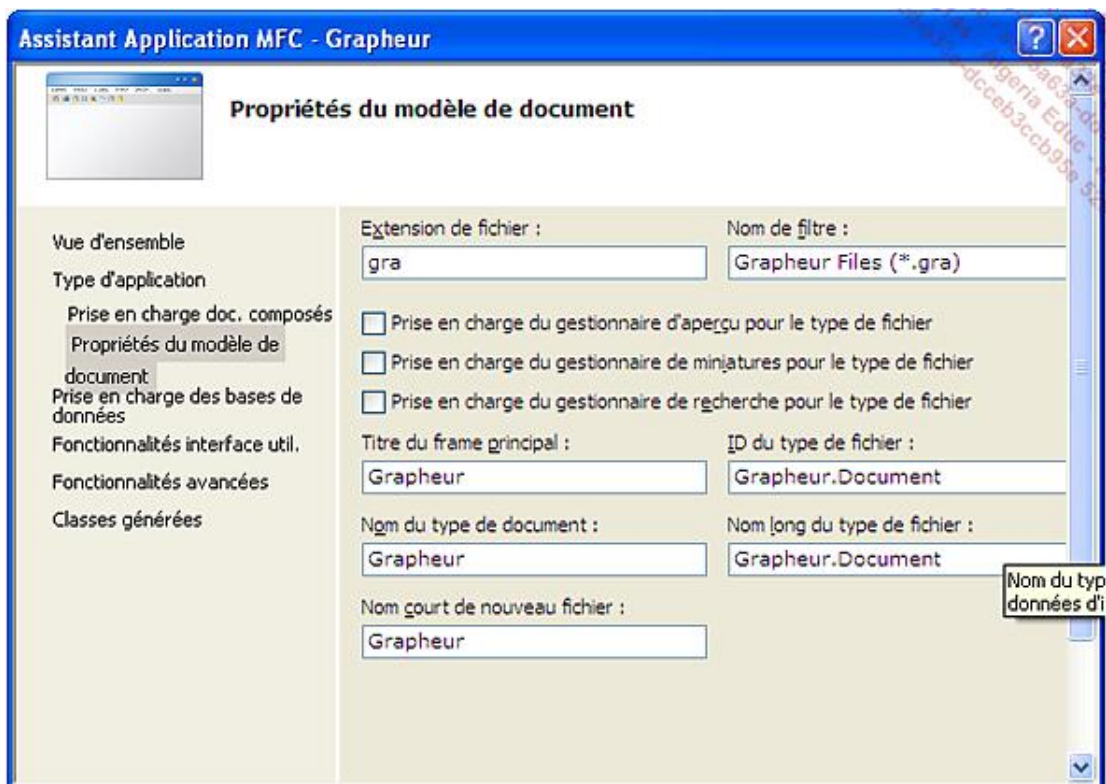 Assistant Application MFC - Grapheur
Propriétés du modèle de document
Vue d'ensemble
Type d'application
Prise en charge doc. composés
Propriétés du modèle de
document
Prise en charge des bases de
données
Fonctionnalités interface util.
Fonctionnalités avancées
Classes générées
Extension de fichier :
gra
Nom de filtre :
Grapheur Files (*.gra)
Prise en charge du gestionnaire d'aperçu pour le type de fichier
Prise en charge du gestionnaire de miniatures pour le type de fichier
Prise en charge du gestionnaire de recherche pour le type de fichier
Titre du frame principal :
Grapheur
ID du type de fichier :
Grapheur.Document
Nom du type de document :
Grapheur
Nom long du type de fichier :
Grapheur.Document
Nom du typ
données d'i
Nom court de nouveau fichier :
Grapheur
Algeria Educ -